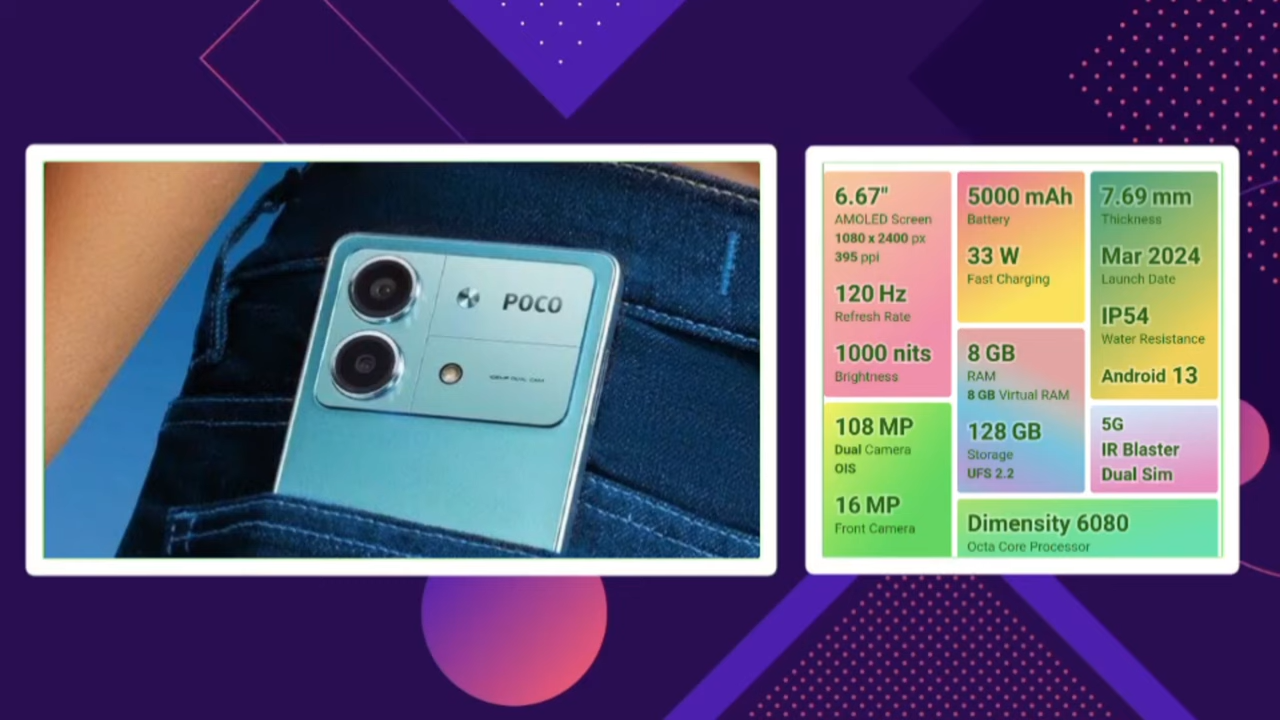 POCO
6.67"
AMOLED Screen
1080 x 2400 px
395 ppi
120 Hz
Refresh Rate
1000 nits
Brightness
108 MP
Dual Camera
OIS
16 MP
Front Camera
5000 mAh
Battery
33 W
Fast Charging
8 GB
RAM
8 GB Virtual RAM
128 GB
Storage
UFS 2.2
7.69 mm
Thickness
Mar 2024
Launch Date
IP54
Water Resistance
Android 13
5G
IR Blaster
Dual Sim
Dimensity 6080
Octa Core Processor